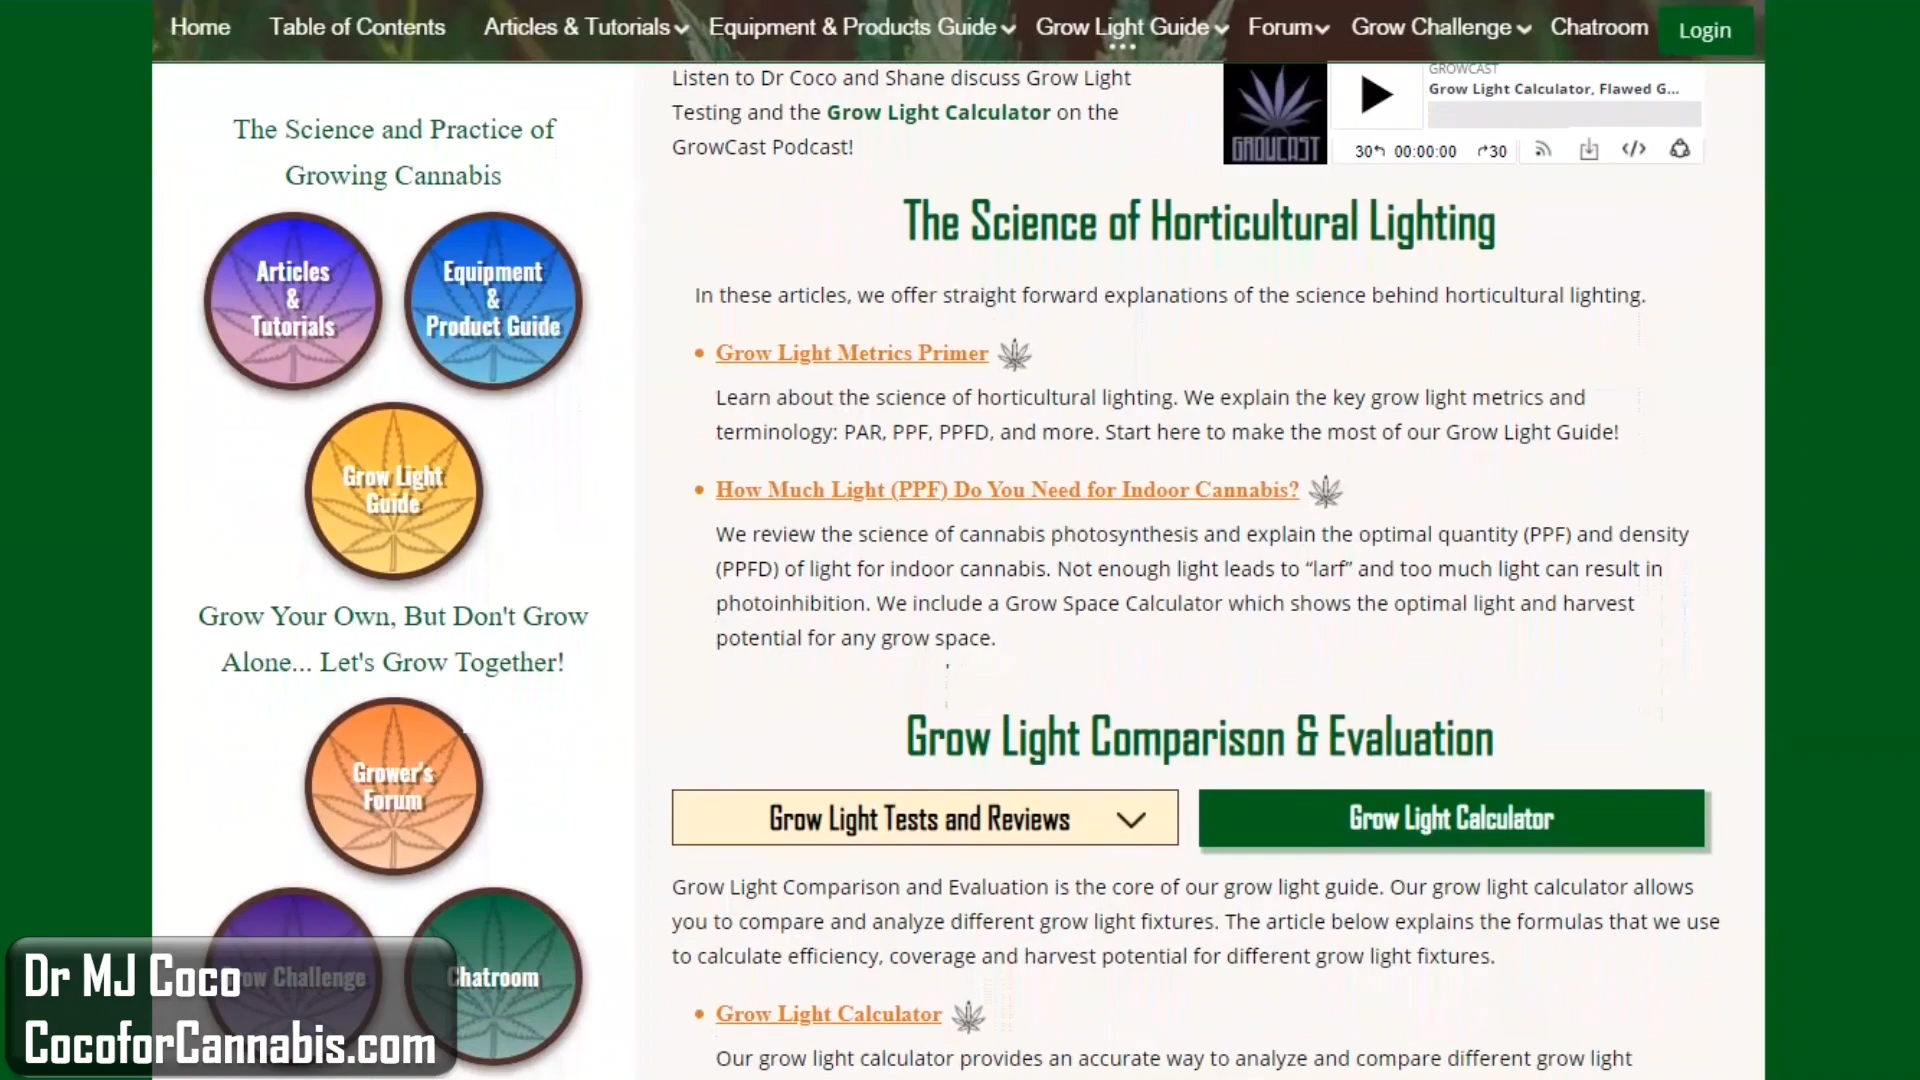 Home Table of Contents Articles & Tutorials Equipment & Products Guide Grow Light Guide Forum Grow Challenge Chatroom Login
The Science and Practice of
Growing Cannabis
Articles
&
Tutorials
Equipment
&
Product Guide
Grow Light
Guide
Grow Your Own, But Don't Grow
Alone... Let's Grow Together!
Grower's
Forum
Challenge
Chatroom
Listen to Dr Coco and Shane discuss Grow Light
Testing and the Grow Light Calculator on the
GrowCast Podcast!
GROWCAST
GROWCAST
Grow Light Calculator, Flawed G...
30 00:00:00 30
The Science of Horticultural Lighting
In these articles, we offer straight forward explanations of the science behind horticultural lighting.
• Grow Light Metrics Primer
Learn about the science of horticultural lighting. We explain the key grow light metrics and
terminology: PAR, PPF, PPFD, and more. Start here to make the most of our Grow Light Guide!
• How Much Light (PPF) Do You Need for Indoor Cannabis?
We review the science of cannabis photosynthesis and explain the optimal quantity (PPF) and density
(PPFD) of light for indoor cannabis. Not enough light leads to “larf” and too much light can result in
photoinhibition. We include a Grow Space Calculator which shows the optimal light and harvest
potential for any grow space.
Grow Light Comparison & Evaluation
Grow Light Tests and Reviews
Grow Light Calculator
Grow Light Comparison and Evaluation is the core of our grow light guide. Our grow light calculator allows
you to compare and analyze different grow light fixtures. The article below explains the formulas that we use
to calculate efficiency, coverage and harvest potential for different grow light fixtures.
• Grow Light Calculator
Our grow light calculator provides an accurate way to analyze and compare different grow light
Dr MJ Coco
CocoforCannabis.com